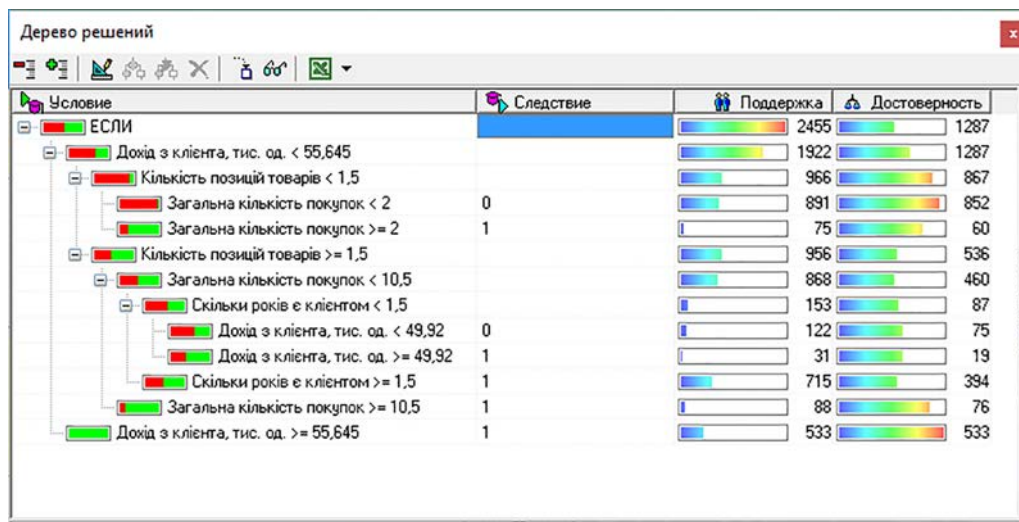 Дерево решений
x
Условие Следствие Поддержка Достоверность
ЕСЛИ 2455 1287
Дохід з клієнта, тис. од. < 55,645 1922 1287
Кількість позицій товарів < 1,5 966 867
Загальна кількість покупок < 2 0 891 852
Загальна кількість покупок >= 2 1 75 60
Кількість позицій товарів >= 1,5 956 536
Загальна кількість покупок < 10,5 868 460
Скільки років є клієнтом < 1,5 153 87
Дохід з клієнта, тис. од. < 49,92 0 122 75
Дохід з клієнта, тис. од. >= 49,92 1 31 19
Скільки років є клієнтом >= 1,5 1 715 394
Загальна кількість покупок >= 10,5 1 88 76
Дохід з клієнта, тис. од. >= 55,645 1 533 533